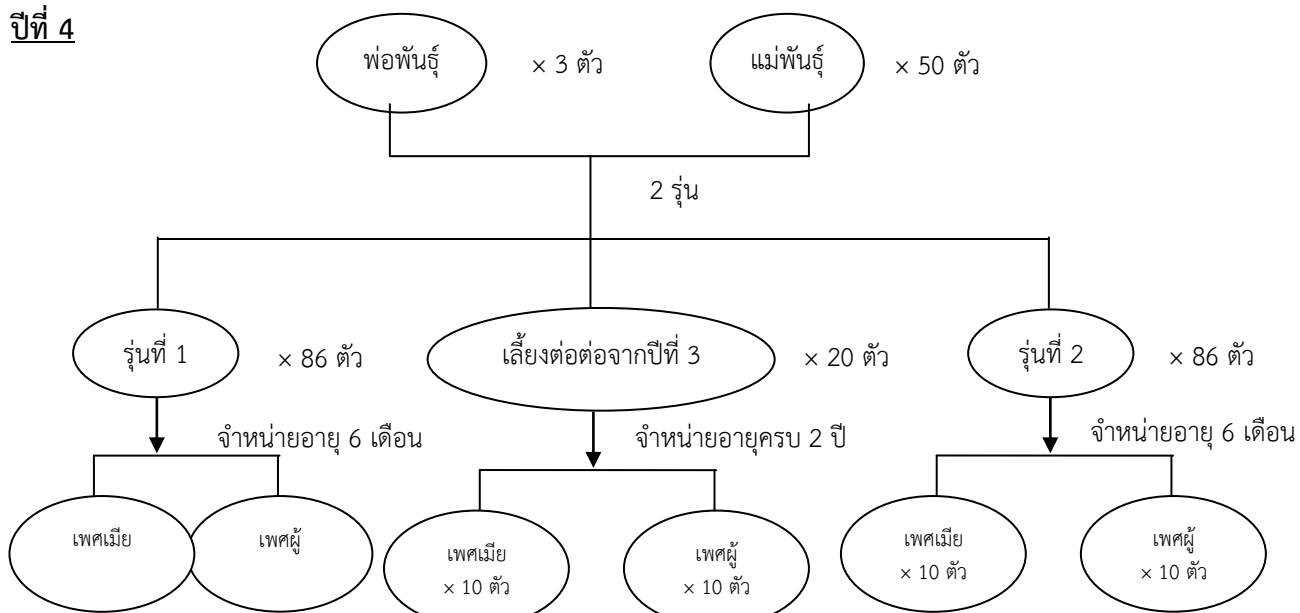 ปีที่ 4
พ่อพันธุ์ × 3 ตัว แม่พันธุ์ × 50 ตัว
2 รุ่น
รุ่นที่ 1 × 86 ตัว เลี้ยงต่อต่อจากปีที่ 3 × 20 ตัว รุ่นที่ 2 × 86 ตัว
จำหน่ายอายุ 6 เดือน จำหน่ายอายุครบ 2 ปี จำหน่ายอายุ 6 เดือน
เพศเมีย เพศผู้ เพศเมีย เพศผู้ เพศเมีย เพศผู้
× 10 ตัว × 10 ตัว × 10 ตัว × 10 ตัว